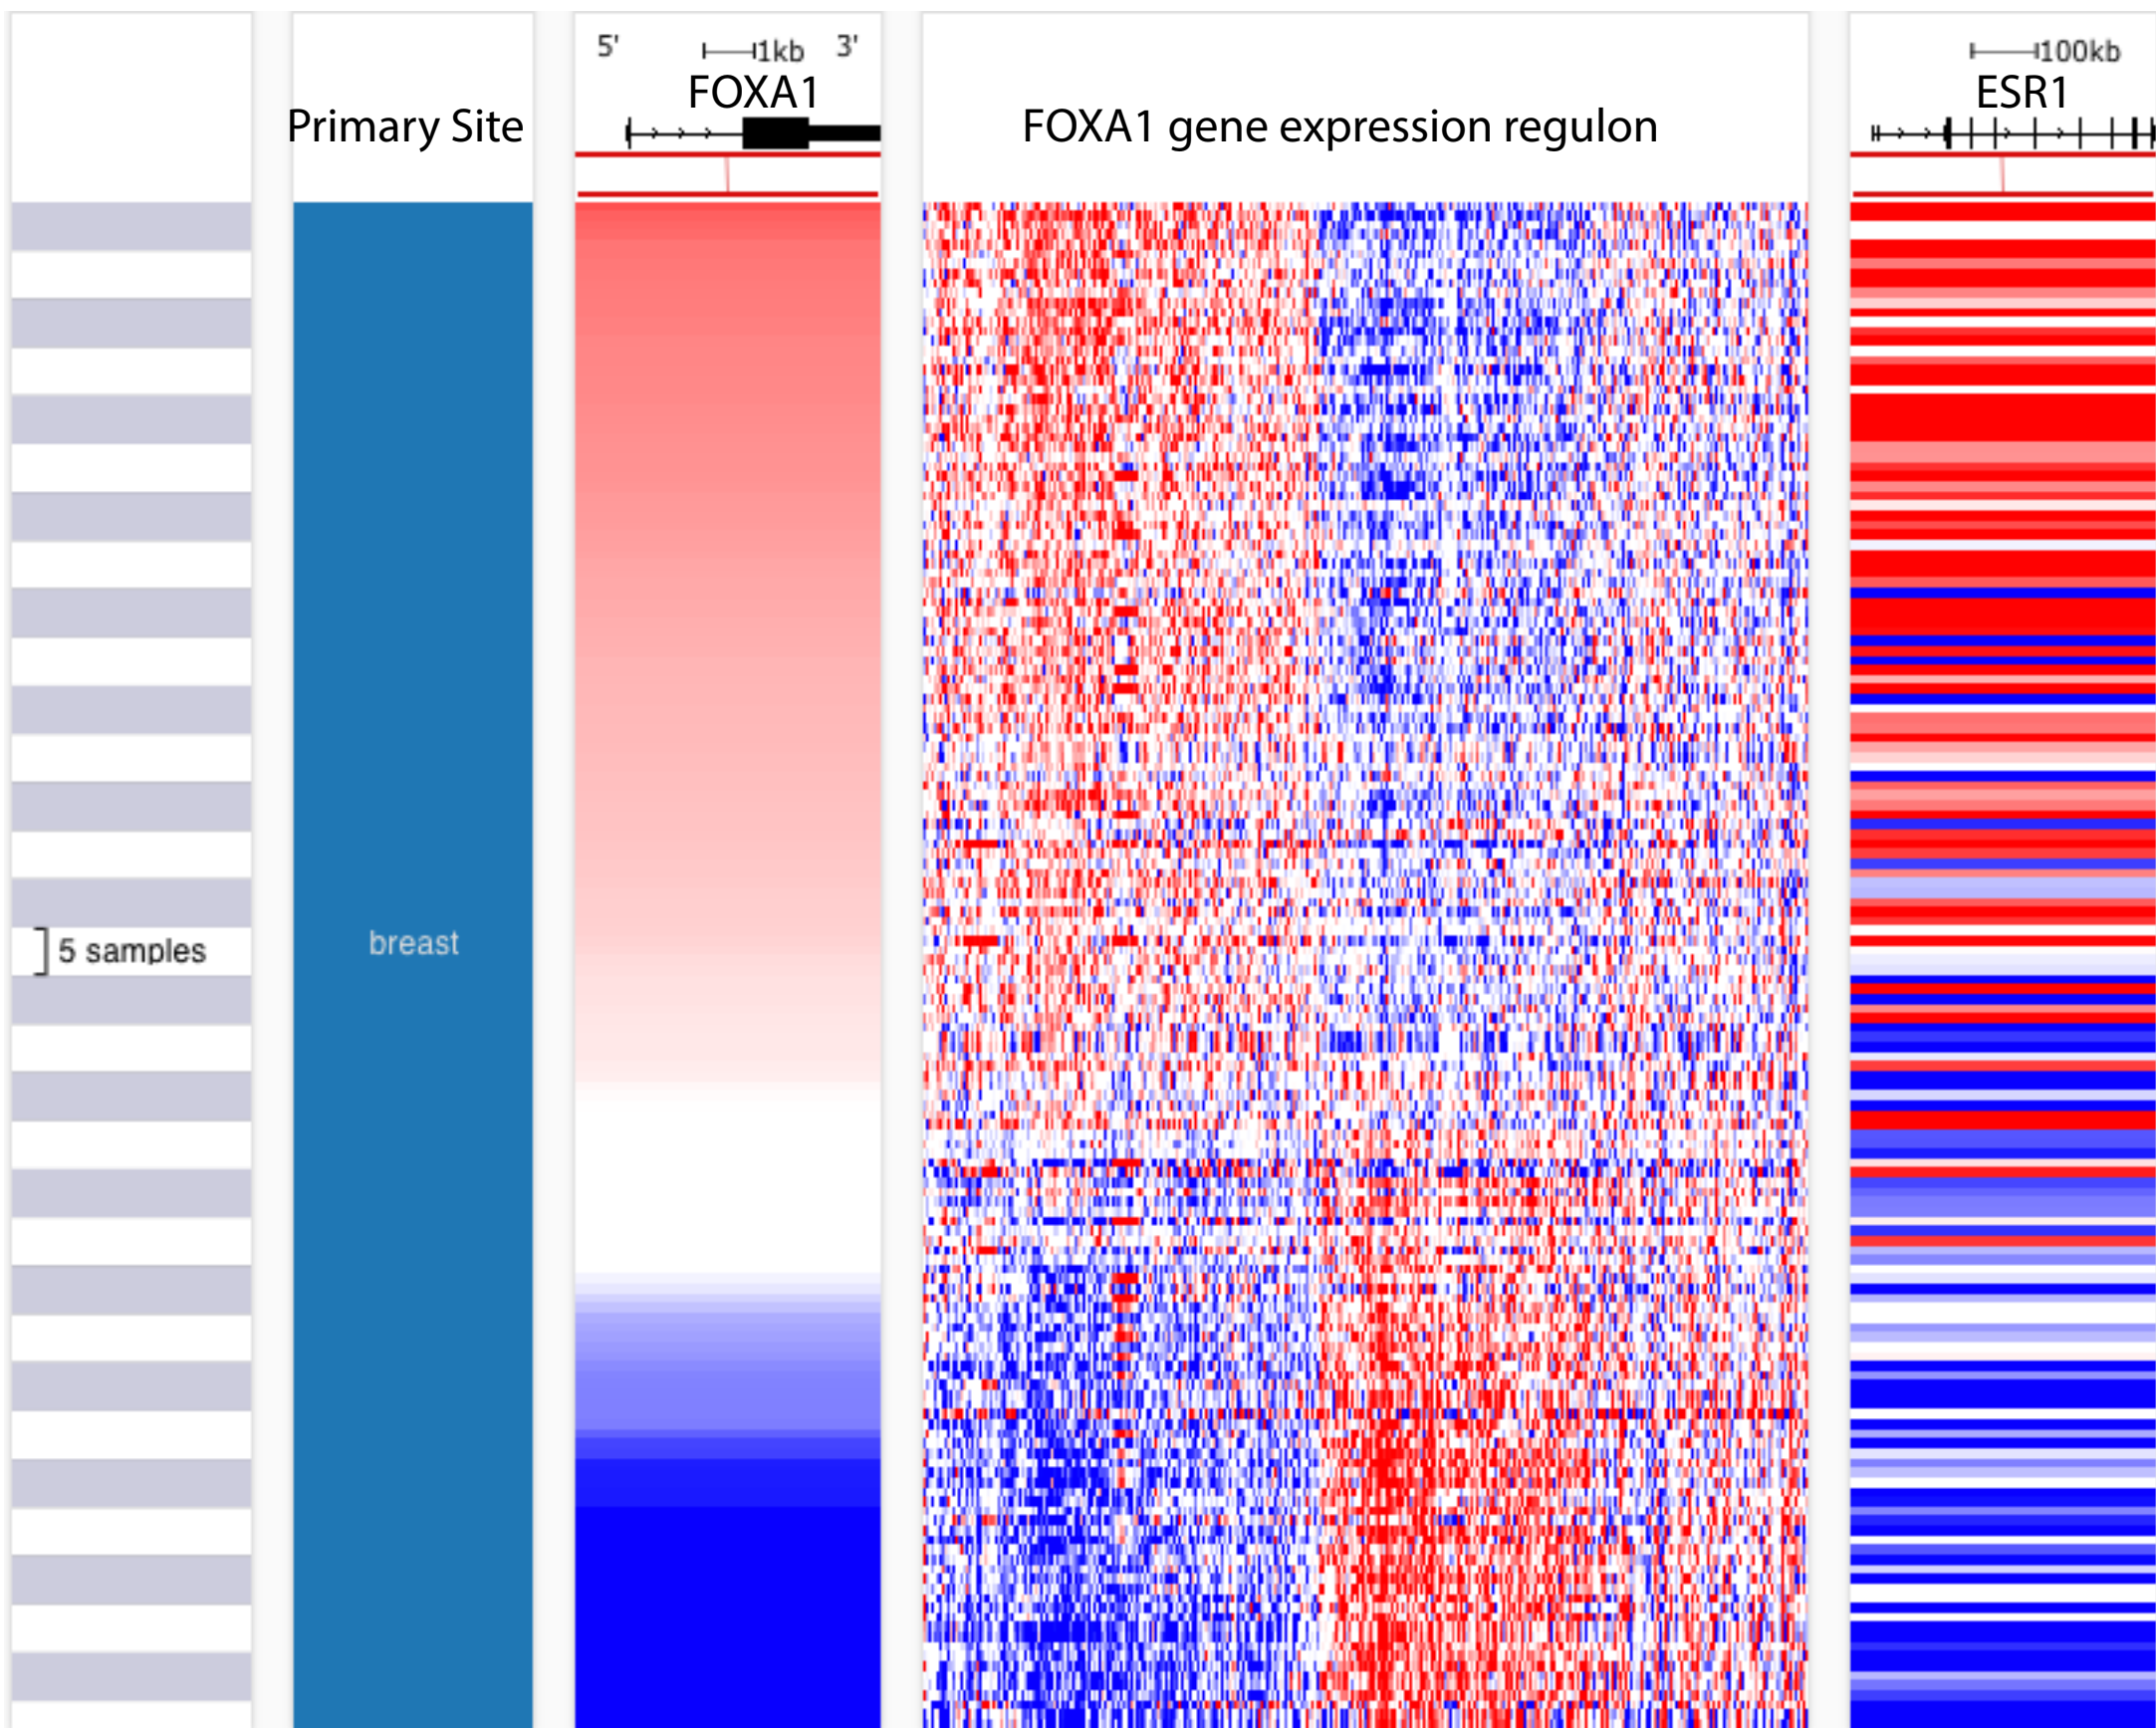 5' 1kb 3'
FOXA1
100kb
ESR1
Primary Site
FOXA1 gene expression regulon
5 samples
breast